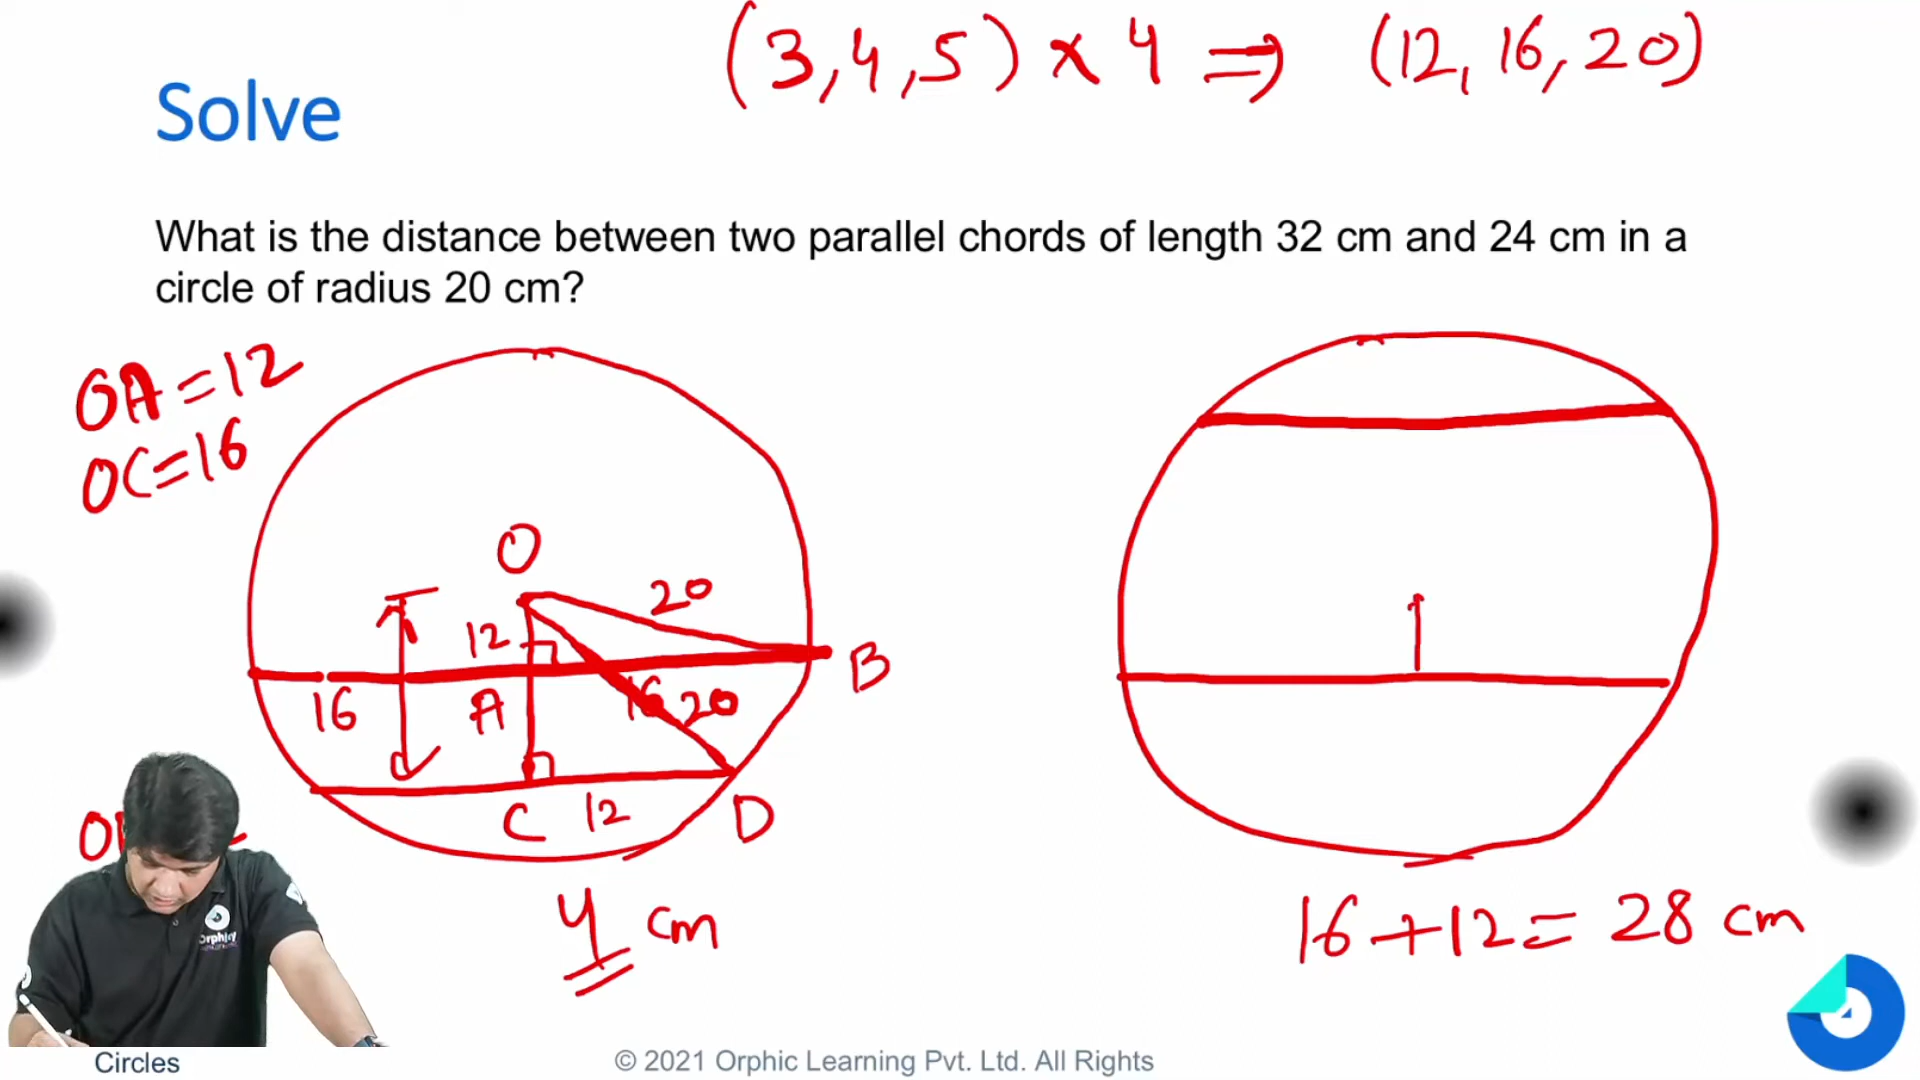 (3,4,5) × 4 ⇒ (12, 16, 20)
Solve
What is the distance between two parallel chords of length 32 cm and 24 cm in a
circle of radius 20 cm?
OA = 12
OC = 16
O
20
12
B
16
A
16
20
C
12
D
4 cm
16 + 12 = 28 cm
Circles
© 2021 Orphic Learning Pvt. Ltd. All Rights